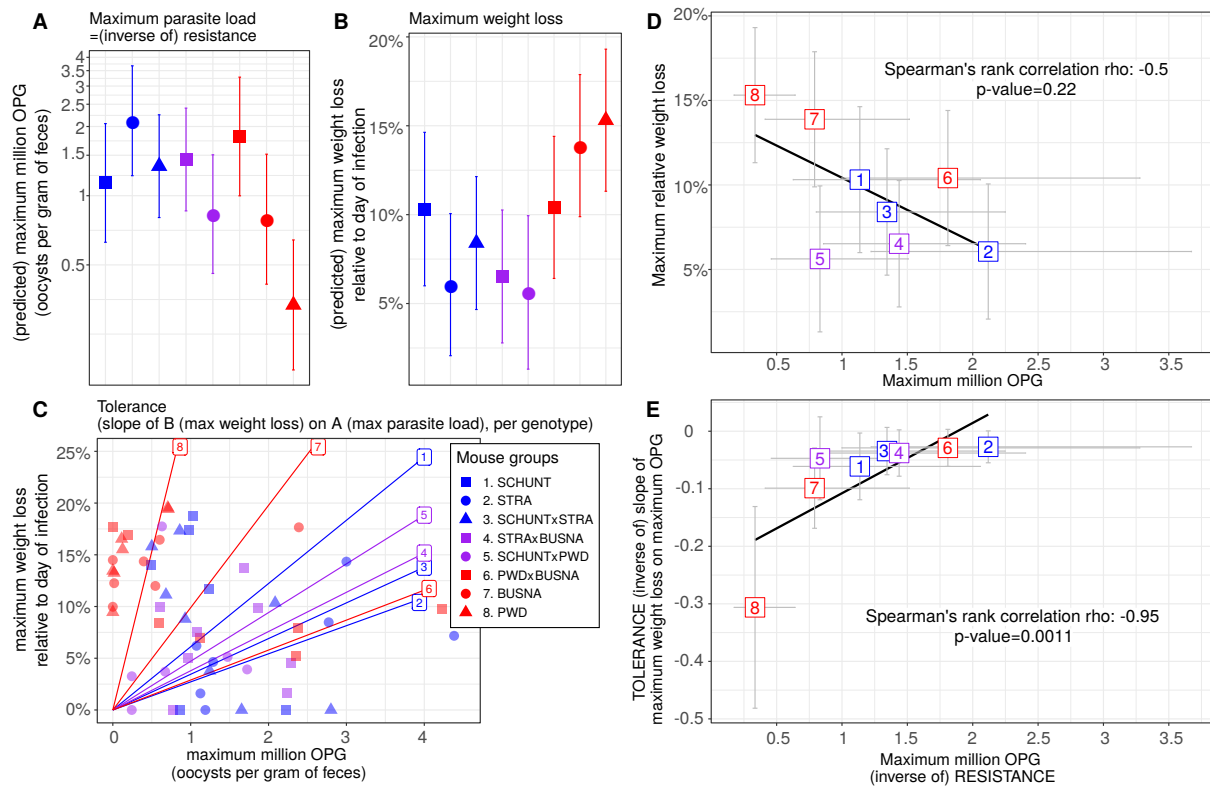 A
Maximum parasite load
=(inverse of) resistance
(predicted) maximum million OPG
(oocysts per gram of feces)
4
3.5
3
2.5
2
1.5
1
0.5
B
Maximum weight loss
(predicted) maximum weight loss
relative to day of infection
20%
15%
10%
5%
C
Tolerance
(slope of B (max weight loss) on A (max parasite load), per genotype)
maximum weight loss
relative to day of infection
25%
20%
15%
10%
5%
0%
8
7
1
5
4
3
6
2
0
1
2
3
4
maximum million OPG
(oocysts per gram of feces)
Mouse groups
1. SCHUNT
2. STRA
3. SCHUNTxSTRA
4. STRAxBUSNA
5. SCHUNTxPWD
6. PWDxBUSNA
7. BUSNA
8. PWD
D
Maximum relative weight loss
20%
15%
10%
5%
Spearman's rank correlation rho: -0.5
p-value=0.22
8
7
1
6
3
4
5
2
0.5
1
1.5
2
2.5
3
3.5
Maximum million OPG
E
TOLERANCE (inverse of) slope of
maximum weight loss on maximum OPG
0
-0.1
-0.2
-0.3
-0.4
-0.5
5
1
3
4
6
2
7
8
Spearman's rank correlation rho: -0.95
p-value=0.0011
0.5
1
1.5
2
2.5
3
3.5
Maximum million OPG
(inverse of) RESISTANCE